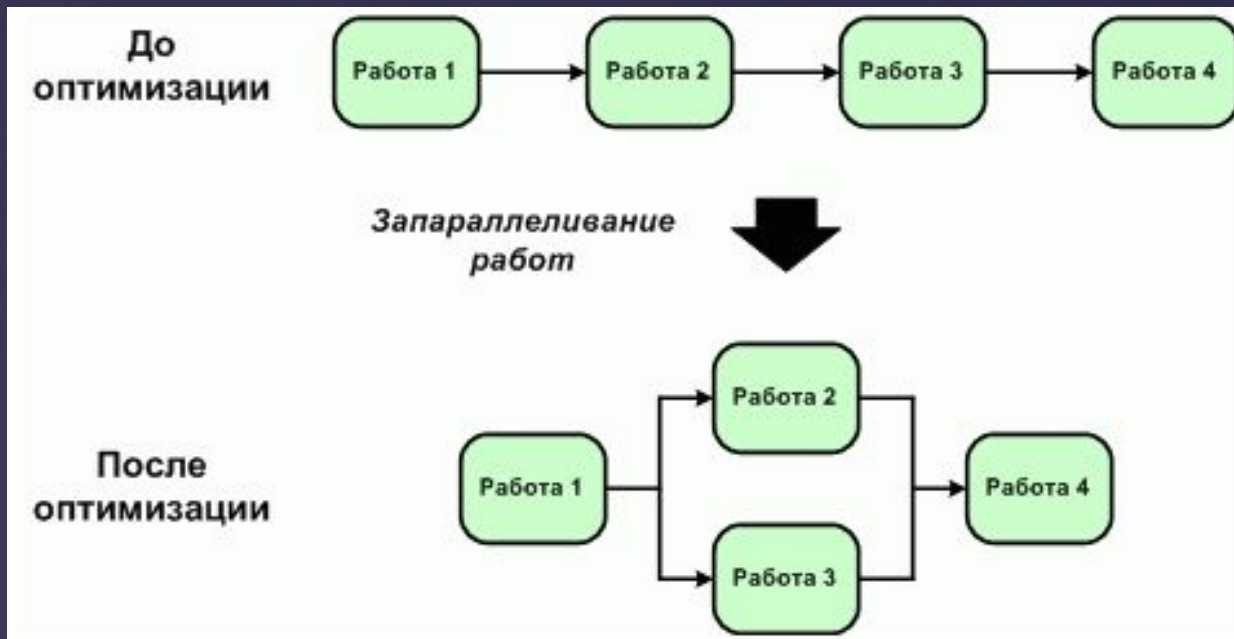 До
оптимизации
Работа 1
Работа 2
Работа 3
Работа 4
Запараллеливание
работ
После
оптимизации
Работа 1
Работа 2
Работа 3
Работа 4